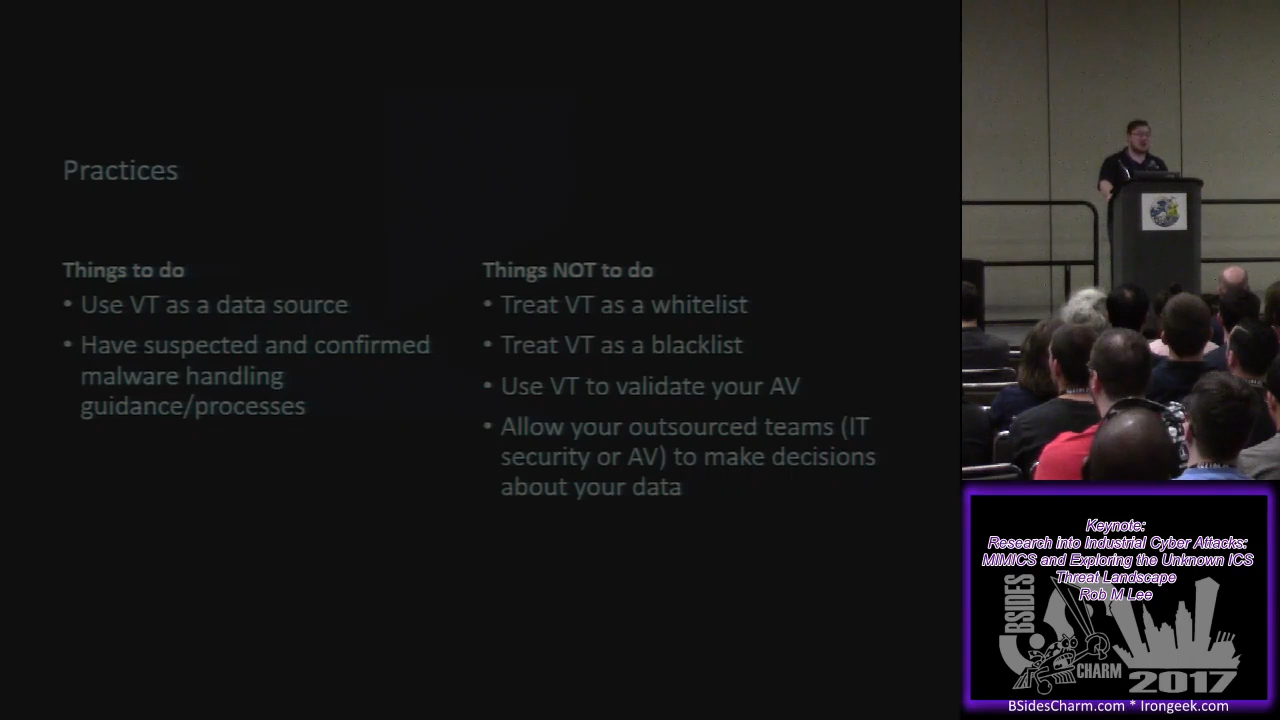 Practices
Things to do
• Use VT as a data source
• Have suspected and confirmed
malware handling
guidance/processes
Things NOT to do
• Treat VT as a whitelist
• Treat VT as a blacklist
• Use VT to validate your AV
• Allow your outsourced teams (IT
security or AV) to make decisions
about your data
Keynote:
Research into Industrial Cyber Attacks:
MIMICS and Exploring the Unknown ICS
Threat Landscape
Rob M Lee
BSIDES
CHARM
2017
BSidesCharm.com * Irongeek.com